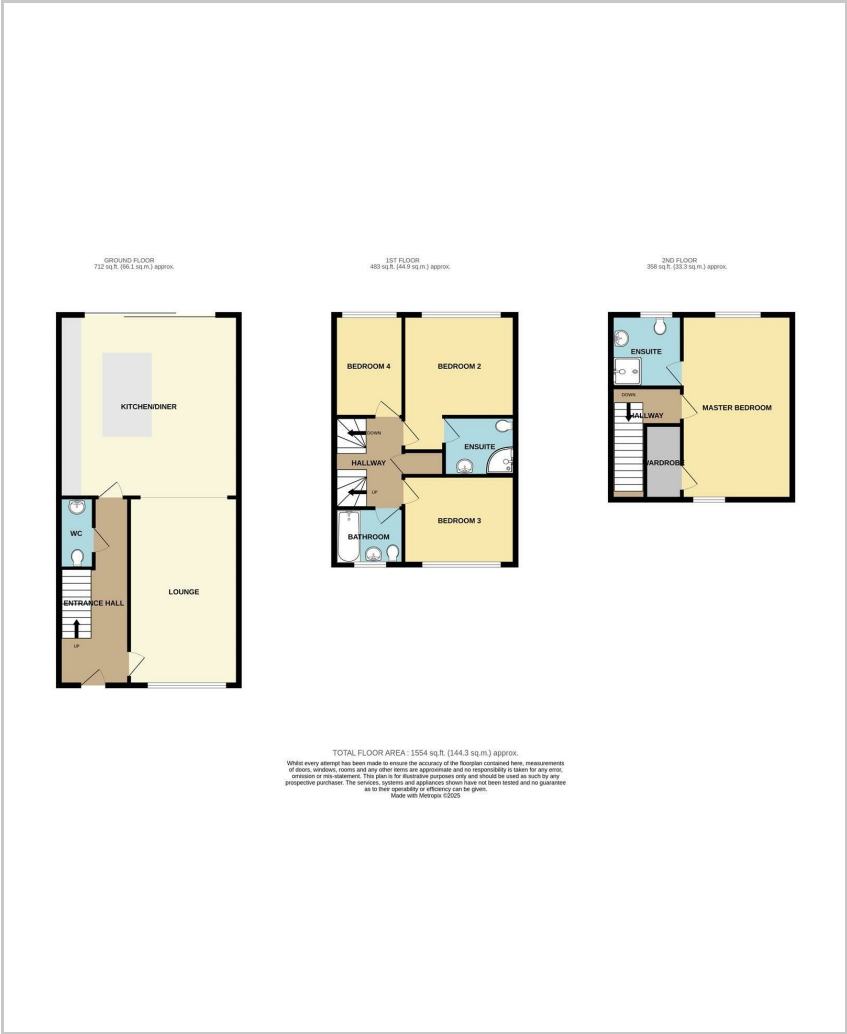 GROUND FLOOR
712 sq.ft. (66.1 sq.m.) approx.
1ST FLOOR
483 sq.ft. (44.9 sq.m.) approx.
2ND FLOOR
358 sq.ft. (33.3 sq.m.) approx.
KITCHEN/DINER
WC
ENTRANCE HALL
UP
LOUNGE
BEDROOM 4
BEDROOM 2
DOWN
ENSUITE
HALLWAY
UP
BATHROOM
BEDROOM 3
ENSUITE
DOWN
HALLWAY
MASTER BEDROOM
WARDROBE
TOTAL FLOOR AREA : 1554 sq.ft. (144.3 sq.m.) approx.
Whilst every attempt has been made to ensure the accuracy of the floorplan contained here, measurements
of doors, windows, rooms and any other items are approximate and no responsibility is taken for any error,
omission or mis-statement. This plan is for illustrative purposes only and should be used as such by any
prospective purchaser. The services, systems and appliances shown have not been tested and no guarantee
as to their operability or efficiency can be given.
Made with Metropix ©2025